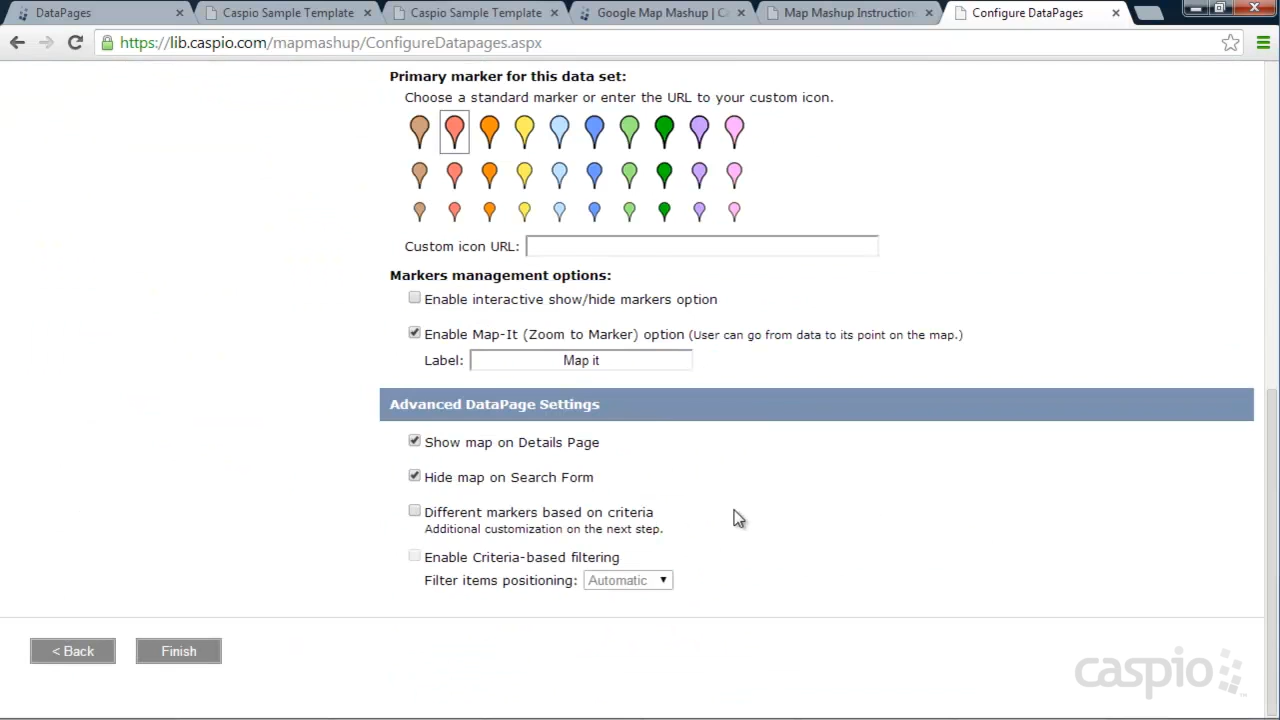 DataPages
Caspio Sample Template
Caspio Sample Template
Google Map Mashup | C
Map Mashup Instruction
Configure DataPages
https://lib.caspio.com/mapmashup/ConfigureDatapages.aspx
Primary marker for this data set:
Choose a standard marker or enter the URL to your custom icon.
Custom icon URL:
Markers management options:
Enable interactive show/hide markers option
Enable Map-It (Zoom to Marker) option (User can go from data to its point on the map.)
Label: Map it
Advanced DataPage Settings
Show map on Details Page
Hide map on Search Form
Different markers based on criteria
Additional customization on the next step.
Enable Criteria-based filtering
Filter items positioning: Automatic
< Back
Finish
caspio